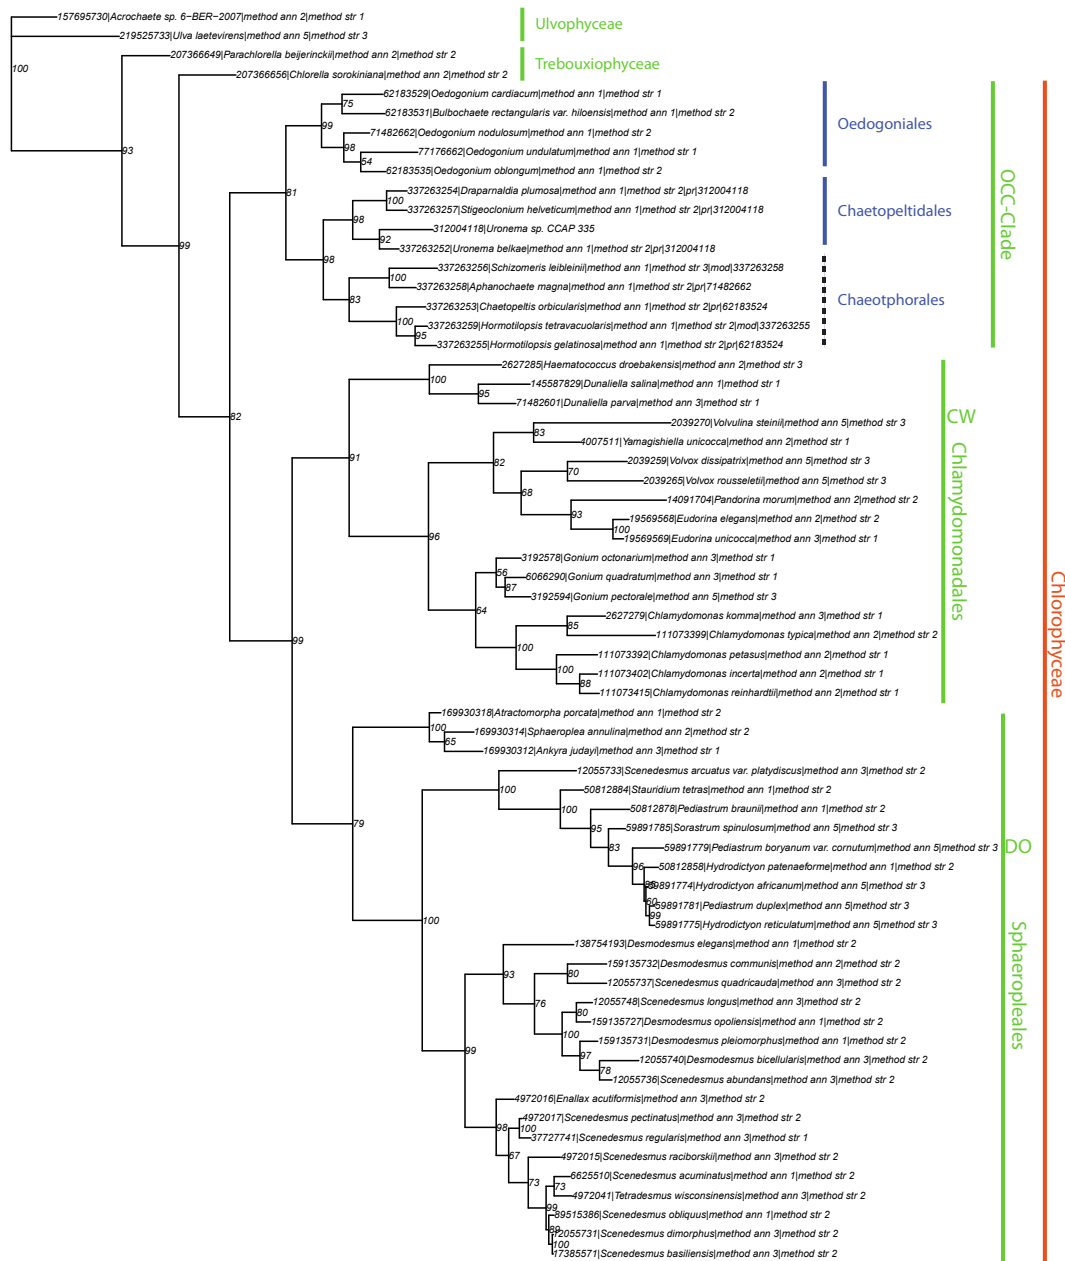 157695730|Acrochaete sp. 6−BER−2007|method ann 2|method str 1
219525733|Ulva laetevirens|method ann 5|method str 3
Ulvophyceae
100
207366649|Parachlorella beijerinckii|method ann 2|method str 2
207366656|Chlorella sorokiniana|method ann 2|method str 2
Trebouxiophyceae
62183529|Oedogonium cardiacum|method ann 1|method str 1
75
62183531|Bulbochaete rectangularis var. hiloensis|method ann 1|method str 2
99
71482662|Oedogonium nodulosum|method ann 1|method str 2
Oedogoniales
98
77176662|Oedogonium undulatum|method ann 1|method str 1
93
54
62183535|Oedogonium oblongum|method ann 1|method str 2
81
337263254|Draparnaldia plumosa|method ann 1|method str 2|pr|312004118
100
337263257|Stigeoclonium helveticum|method ann 1|method str 2|pr|312004118
Chaetopeltidales
OCC-Clade
98
312004118|Uronema sp. CCAP 335
92
337263252|Uronema belkae|method ann 1|method str 2|pr|312004118
99
98
337263256|Schizomeris leibleinii|method ann 1|method str 3|mod|337263258
100
337263258|Aphanochaete magna|method ann 1|method str 2|pr|71482662
83
Chaeotphorales
337263253|Chaetopeltis orbicularis|method ann 1|method str 2|pr|62183524
100
337263259|Hormotilopsis tetravacuolaris|method ann 1|method str 2|mod|337263255
95
337263255|Hormotilopsis gelatinosa|method ann 1|method str 2|pr|62183524
2627285|Haematococcus droebakensis|method ann 2|method str 3
100
145587829|Dunaliella salina|method ann 1|method str 1
95
71482601|Dunaliella parva|method ann 3|method str 1
82
2039270|Volvulina steinii|method ann 5|method str 3
CW
83
4007511|Yamagishiella unicocca|method ann 2|method str 1
91
82
2039259|Volvox dissipatrix|method ann 5|method str 3
70
2039265|Volvox rousseletii|method ann 5|method str 3
68
14091704|Pandorina morum|method ann 2|method str 2
93
19569568|Eudorina elegans|method ann 2|method str 2
100
19569569|Eudorina unicocca|method ann 3|method str 1
96
Chlamydomonadales
3192578|Gonium octonarium|method ann 3|method str 1
56
6066290|Gonium quadratum|method ann 3|method str 1
87
3192594|Gonium pectorale|method ann 5|method str 3
64
2627279|Chlamydomonas komma|method ann 3|method str 1
85
111073399|Chlamydomonas typica|method ann 2|method str 2
Chlorophyceae
99
100
111073392|Chlamydomonas petasus|method ann 2|method str 1
100
111073402|Chlamydomonas incerta|method ann 2|method str 1
88
111073415|Chlamydomonas reinhardtii|method ann 2|method str 1
169930318|Atractomorpha porcata|method ann 1|method str 2
100
169930314|Sphaeroplea annulina|method ann 2|method str 2
65
169930312|Ankyra judayi|method ann 3|method str 1
12055733|Scenedesmus arcuatus var. platydiscus|method ann 3|method str 2
100
50812884|Stauridium tetras|method ann 1|method str 2
100
50812878|Pediastrum braunii|method ann 1|method str 2
79
95
59891785|Sorastrum spinulosum|method ann 5|method str 3
83
59891779|Pediastrum boryanum var. cornutum|method ann 5|method str 3
DO
96
50812858|Hydrodictyon patenaeforme|method ann 1|method str 2
59891774|Hydrodictyon africanum|method ann 5|method str 3
60
59891781|Pediastrum duplex|method ann 5|method str 3
99
59891775|Hydrodictyon reticulatum|method ann 5|method str 3
100
138754193|Desmodesmus elegans|method ann 1|method str 2
159135732|Desmodesmus communis|method ann 2|method str 2
93
80
12055737|Scenedesmus quadricauda|method ann 3|method str 2
Sphaeropleales
76
12055748|Scenedesmus longus|method ann 3|method str 2
80
159135727|Desmodesmus opoliensis|method ann 1|method str 2
100
159135731|Desmodesmus pleiomorphus|method ann 1|method str 2
99
97
12055740|Desmodesmus bicellularis|method ann 3|method str 2
78
12055736|Scenedesmus abundans|method ann 3|method str 2
4972016|Enallax acutiformis|method ann 3|method str 2
4972017|Scenedesmus pectinatus|method ann 3|method str 2
98
100
37727741|Scenedesmus regularis|method ann 3|method str 1
67
4972015|Scenedesmus raciborskii|method ann 3|method str 2
6625510|Scenedesmus acuminatus|method ann 1|method str 2
73
73
4972041|Tetradesmus wisconsinensis|method ann 3|method str 2
99
89515386|Scenedesmus obliquus|method ann 1|method str 2
12055731|Scenedesmus dimorphus|method ann 3|method str 2
100
17385571|Scenedesmus basiliensis|method ann 3|method str 2